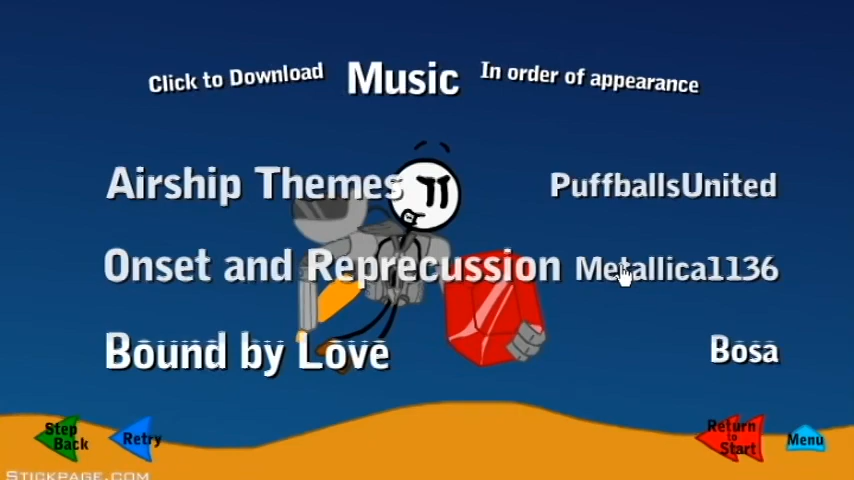 Click to Download Music In order of appearance
Airship Themes PuffballsUnited
Onset and Reprecussion Metallica1136
Bound by Love Bosa
Step Back
Retry
Return to Start
Menu
STICKPAGE.COM